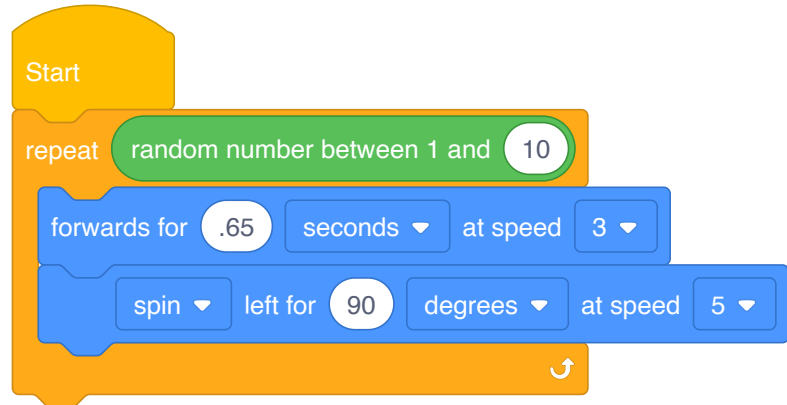 Start
repeat random number between 1 and 10
forwards for .65 seconds at speed 3
spin left for 90 degrees at speed 5